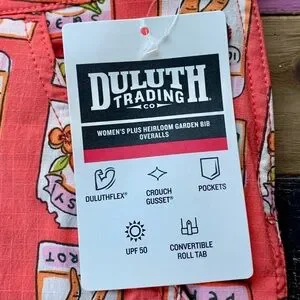 DULUTH
TRADING
CO
WOMEN'S PLUS HEIRLOOM GARDEN BIB
OVERALLS
DULUTHFLEX®
CROUCH
GUSSET®
POCKETS
UPF 50
CONVERTIBLE
ROLL TAB